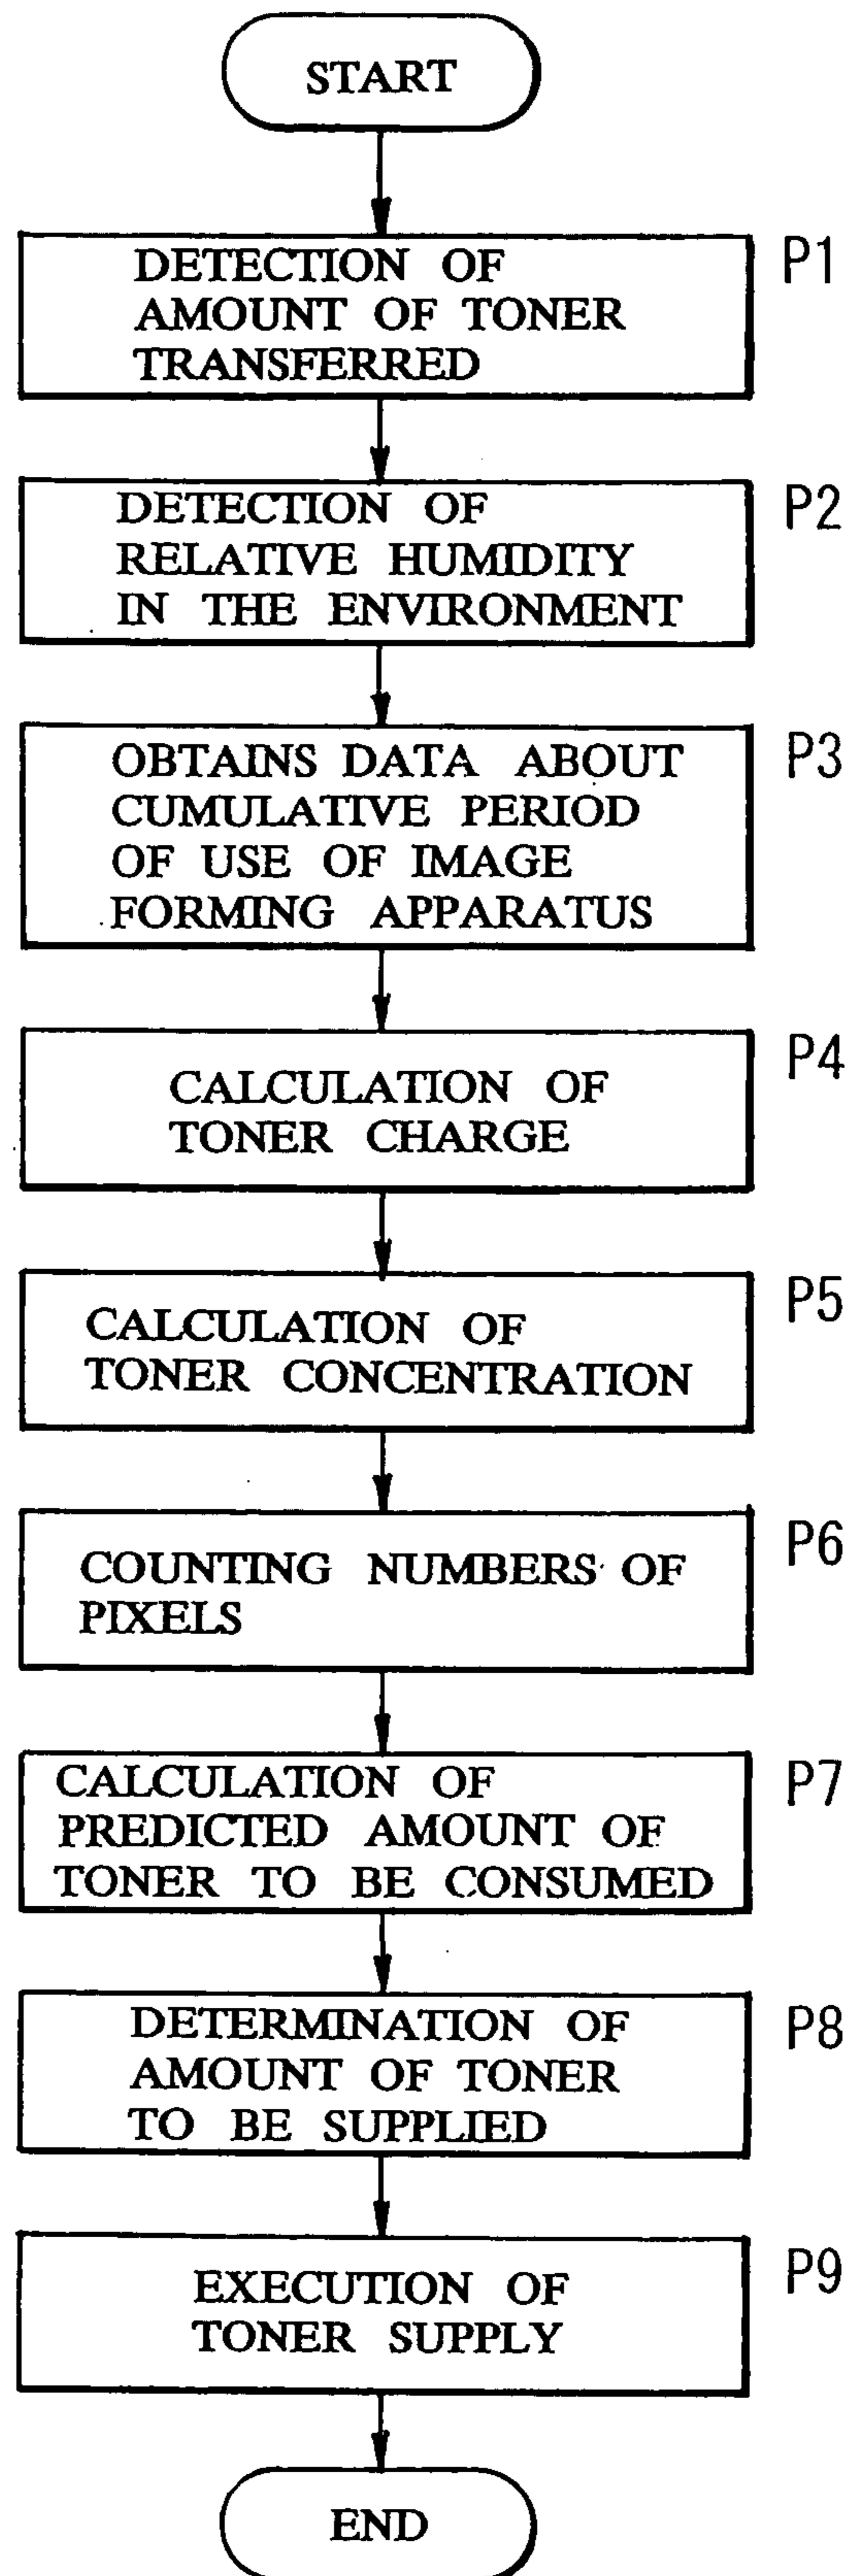 START
P1
DETECTION OF
AMOUNT OF TONER
TRANSFERRED
P2
DETECTION OF
RELATIVE HUMIDITY
IN THE ENVIRONMENT
P3
OBTAINS DATA ABOUT
CUMULATIVE PERIOD
OF USE OF IMAGE
FORMING APPARATUS
P4
CALCULATION OF
TONER CHARGE
P5
CALCULATION OF
TONER CONCENTRATION
P6
COUNTING NUMBERS OF
PIXELS
P7
CALCULATION OF
PREDICTED AMOUNT OF
TONER TO BE CONSUMED
P8
DETERMINATION OF
AMOUNT OF TONER
TO BE SUPPLIED
P9
EXECUTION OF
TONER SUPPLY
END